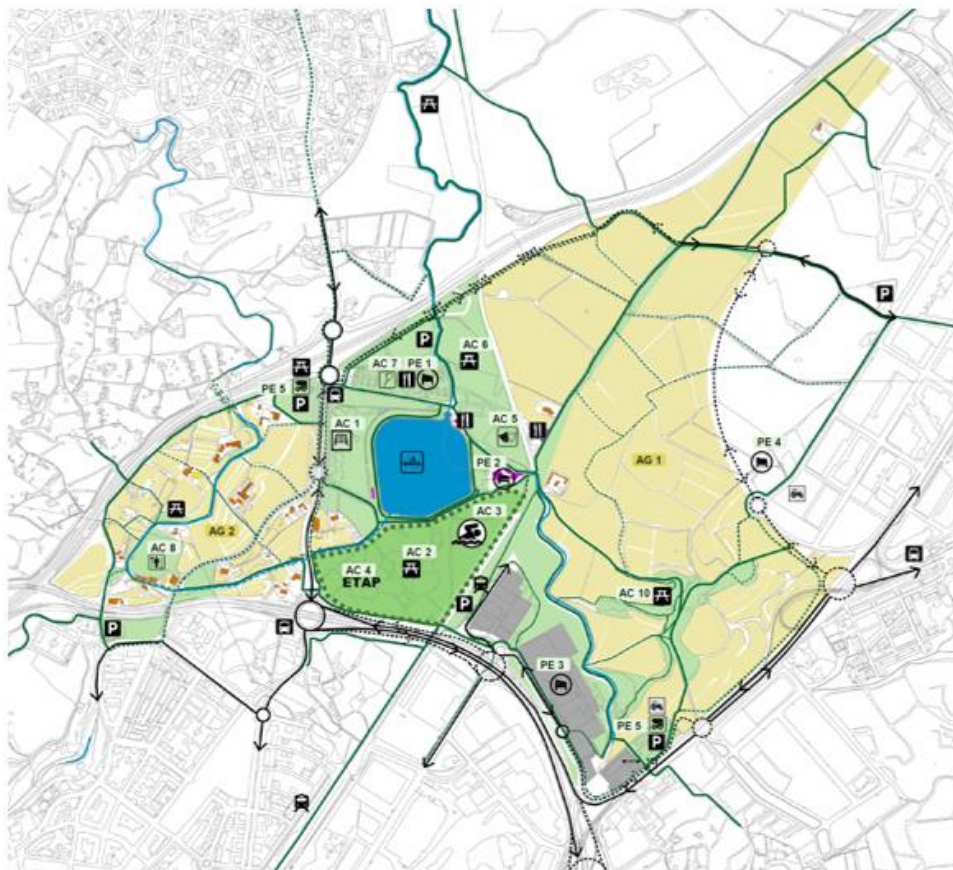 P
AC 6
P
AC 7 PE 1
PE 5
P
AC 1
AC 5
PE 2
PE 4
AG 1
AC 3
AG 2
AC 8
AC 2
AC 4
ETAP
AC 10
P
P
PE 3
PE 5
P